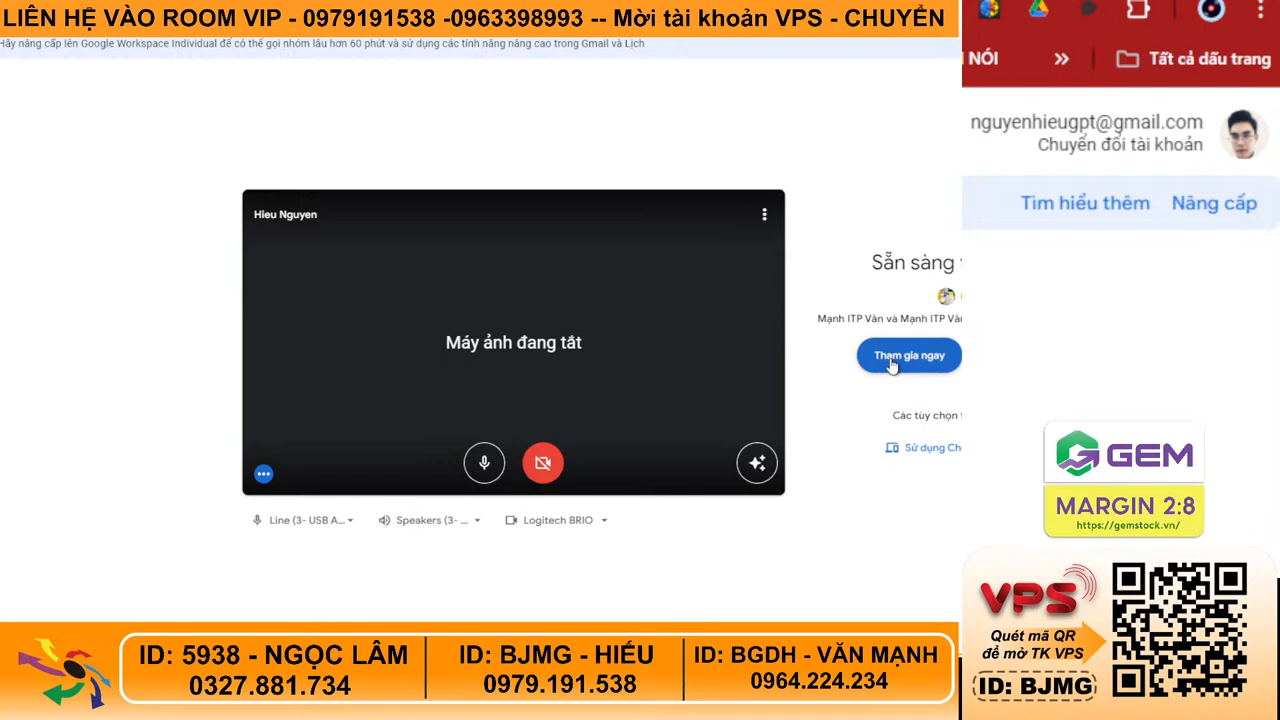 LIÊN HỆ VÀO ROOM VIP - 0979191538 -0963398993 -- Mời tài khoản VPS - CHUYỂN
Hãy nâng cấp lên Google Workspace Individual để có thể gọi nhóm lâu hơn 60 phút và sử dụng các tính năng nâng cao trong Gmail và Lịch
NÓI
Tất cả dấu trang
nguyenhieugpt@gmail.com
Chuyển đổi tài khoản
Tìm hiểu thêm Nâng cấp
Hieu Nguyen
Máy ảnh đang tắt
Sẵn sàng
Mạnh ITP Văn và Mạnh ITP Văn
Tham gia ngay
Các tùy chọn
Sử dụng
Line (3- USB A...
Speakers (3- ...
Logitech BRIO
GEM
MARGIN 2:8
https://gemstock.vn/
VPS
Quét mã QR
để mở TK VPS
ID: BJMG
ID: 5938 - NGỌC LÂM
0327.881.734
ID: BJMG - HIẾU
0979.191.538
ID: BGDH - VĂN MẠNH
0964.224.234